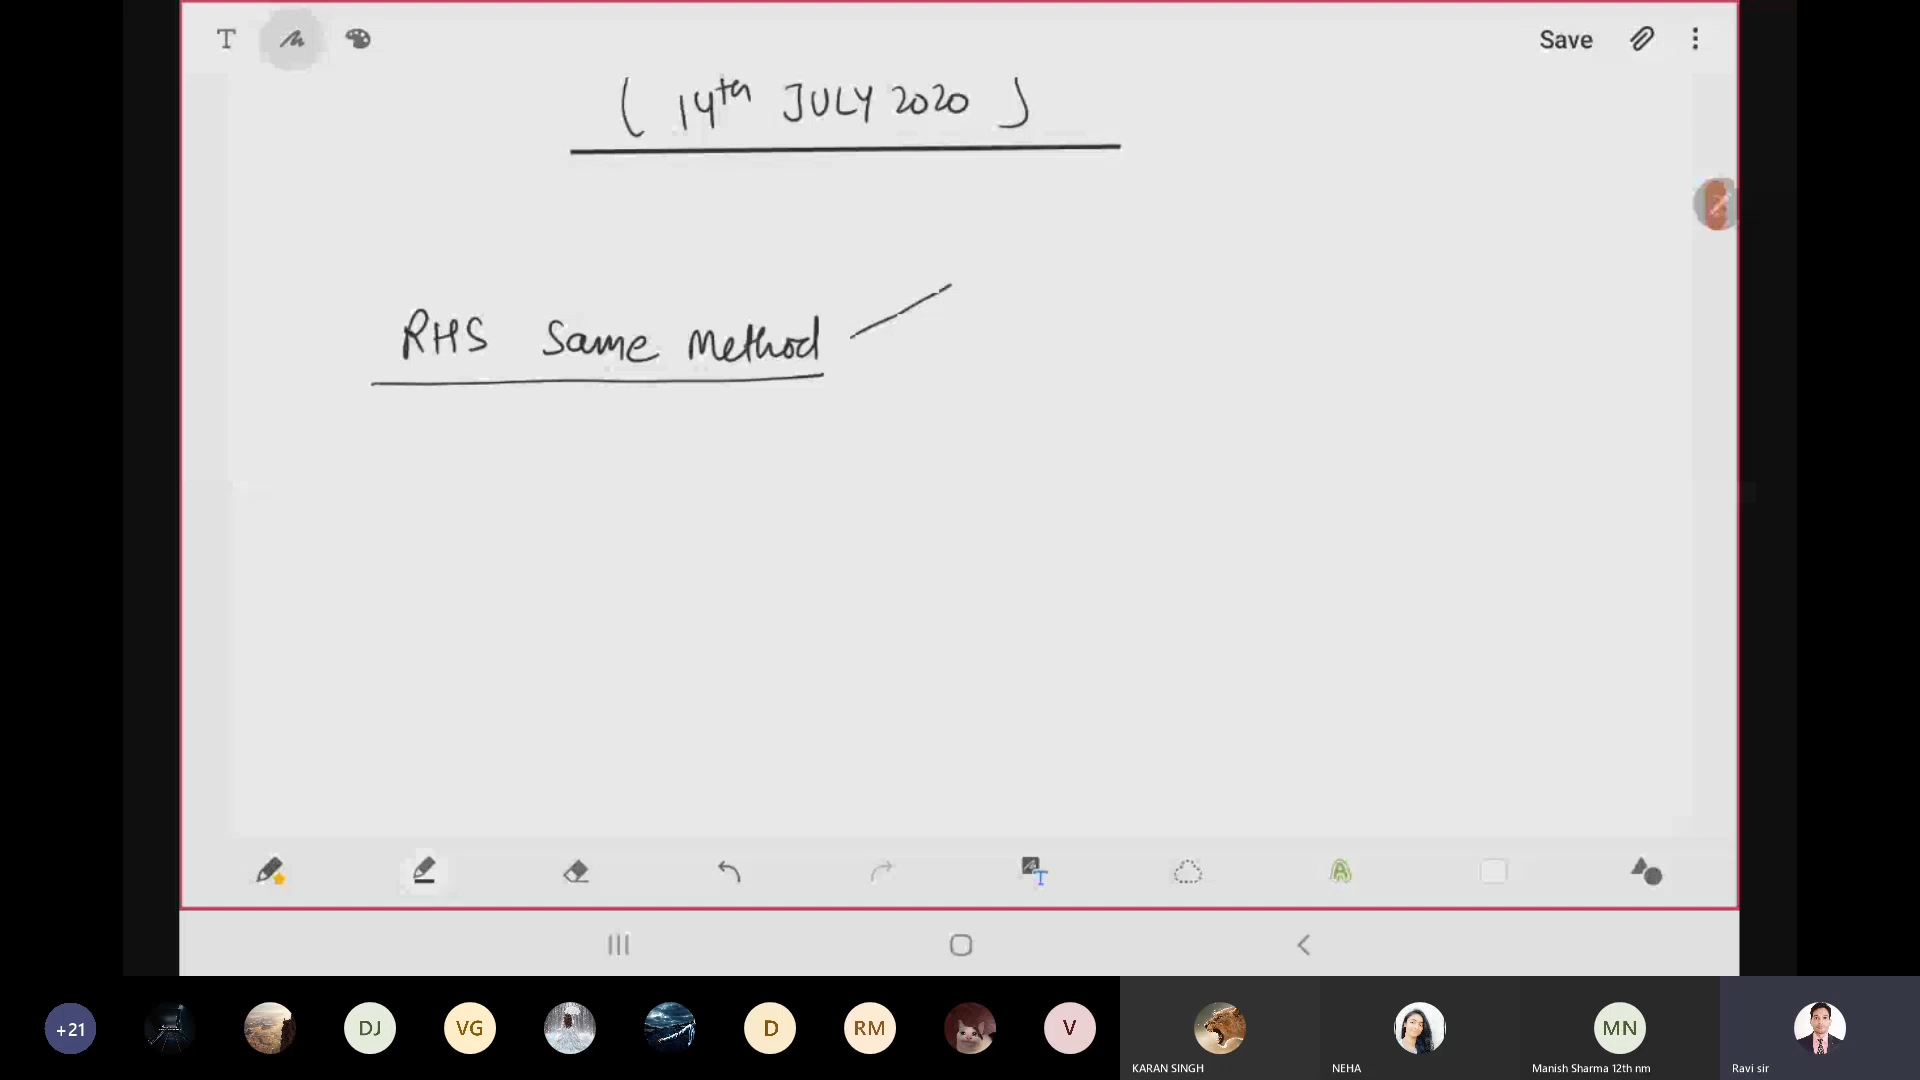 T Save
( 14th JULY 2020 )
RHS Same Method
T
A
+21 DJ VG D RM V MN
KARAN SINGH NEHA Manish Sharma 12th nm Ravi sir